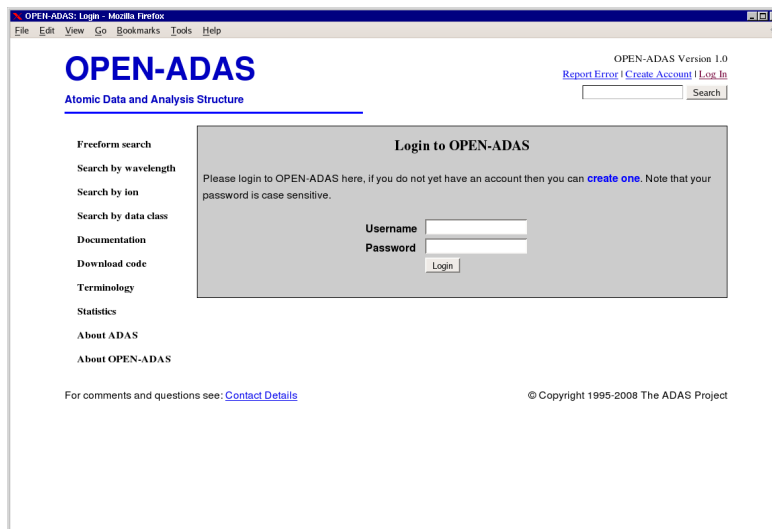 OPEN-ADAS: Login - Mozilla Firefox
File Edit View Go Bookmarks Tools Help
OPEN-ADAS
Atomic Data and Analysis Structure
OPEN-ADAS Version 1.0
Report Error | Create Account | Log In
Search
Freeform search
Search by wavelength
Search by ion
Search by data class
Documentation
Download code
Terminology
Statistics
About ADAS
About OPEN-ADAS
Login to OPEN-ADAS
Please login to OPEN-ADAS here, if you do not yet have an account then you can create one. Note that your
password is case sensitive.
Username
Password
Login
For comments and questions see: Contact Details
© Copyright 1995-2008 The ADAS Project